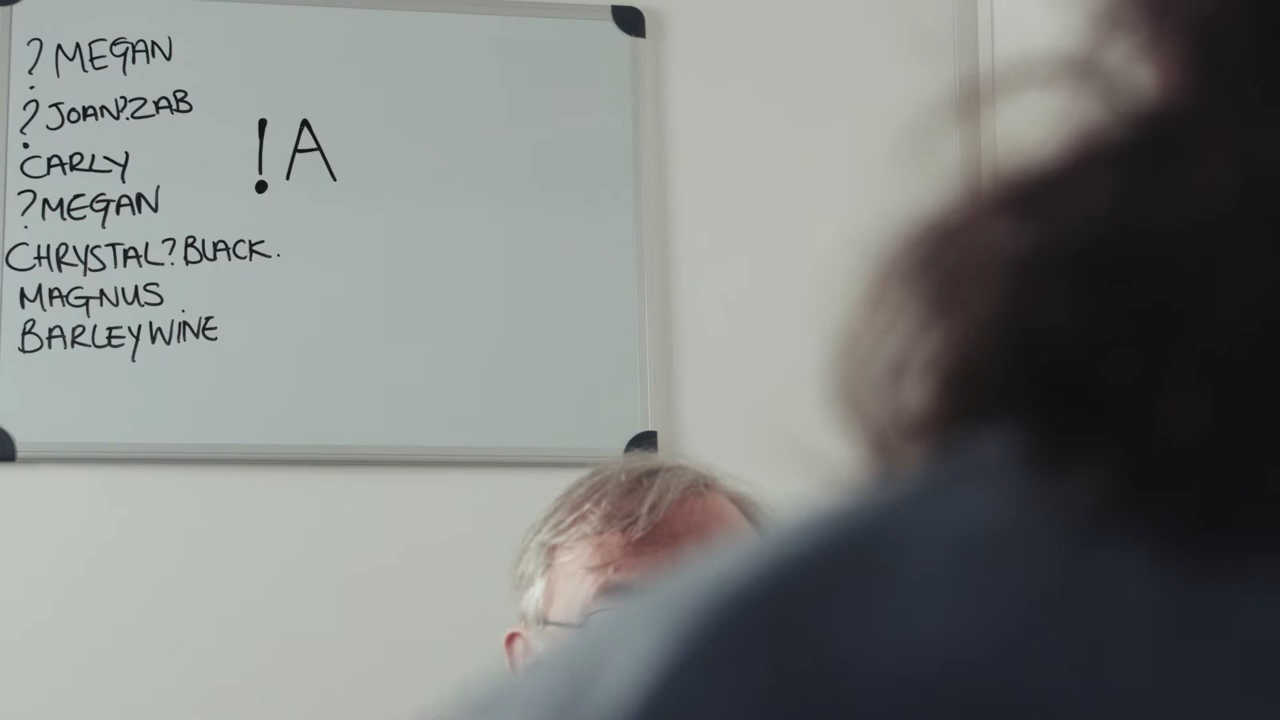 ? MEGAN
? JOAN?ZAB
! A
CARLY
? MEGAN
CHRYSTAL? BLACK.
MAGNUS
BARLEYWINE